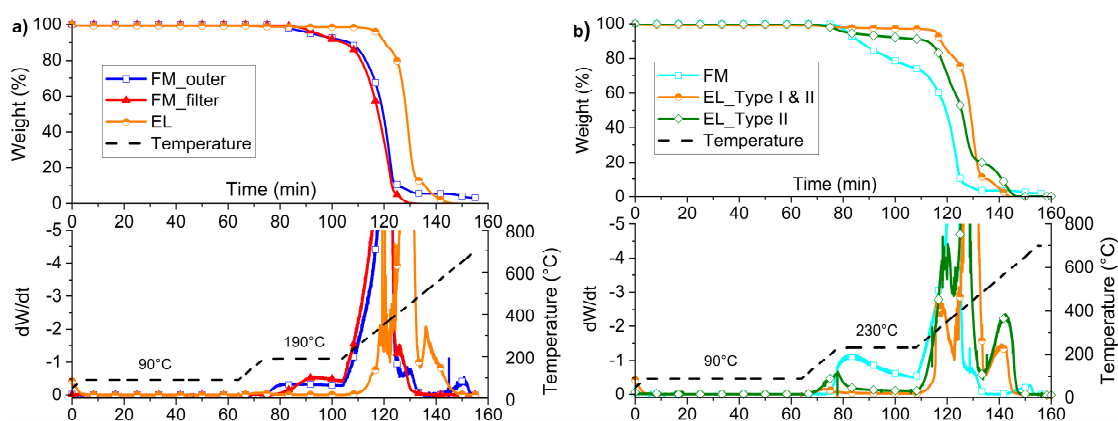 a)
Weight (%)
100
80
60
40
20
0
FM_outer
FM_filter
EL
Temperature
Time (min)
0 20 40 60 80 100 120 140 160
dW/dt
-5
-4
-3
-2
-1
0
90°C
190°C
800
600
400
200
0
Temperature (°C)
0 20 40 60 80 100 120 140 160
b)
Weight (%)
100
80
60
40
20
0
FM
EL_Type I & II
EL_Type II
Temperature
Time (min)
0 20 40 60 80 100 120 140 160
dW/dt
-5
-4
-3
-2
-1
0
90°C
230°C
800
700
600
500
400
300
200
100
0
Temperature (°C)
0 20 40 60 80 100 120 140 160